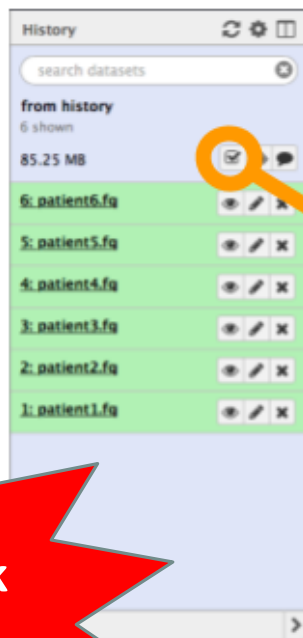 History
search datasets
from history
6 shown
85.25 MB
6: patient6.fq
5: patient5.fq
4: patient4.fq
3: patient3.fq
2: patient2.fq
1: patient1.fq